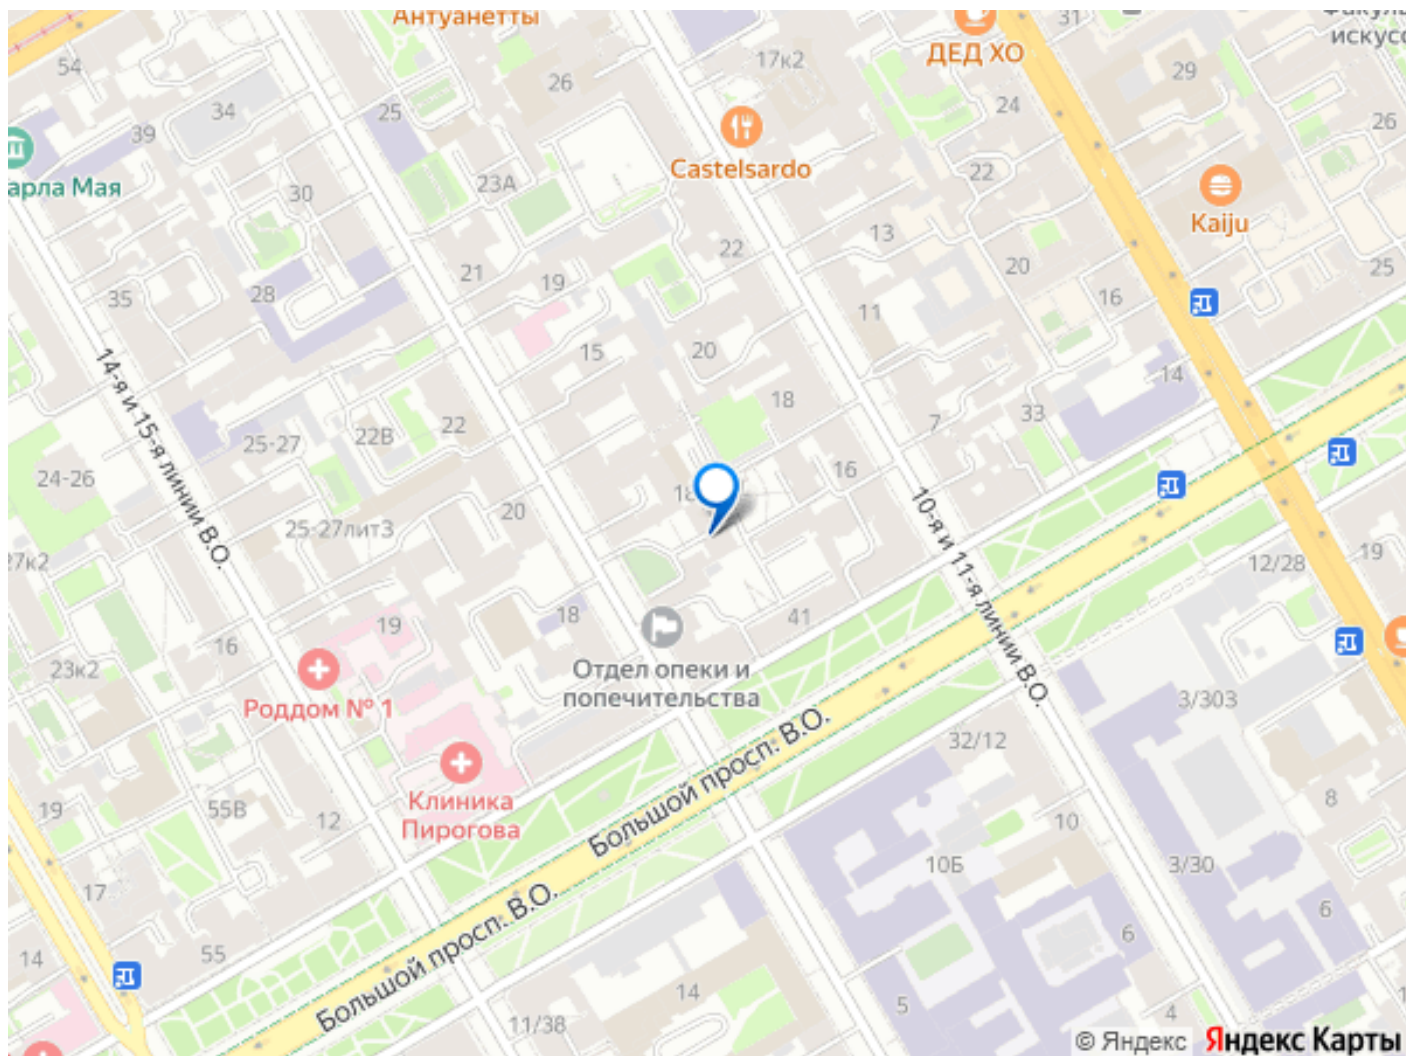 Антуанетты
ДЕД ХО
31
искусс
54
26
17к2
29
25
34
39
24
26
Castelsardo
арла Мая
30
23А
22
Kaiju
22
13
21
19
20
25
35
28
16
11
15
20
14
14-я и 15-я линии В.О.
18
33
7
22
22В
25-27
24-26
16
20
25-27лит3
10-я и 11-я линии В.О.
27к2
12/28
19
18
41
19
16
Отдел опеки и
попечительства
23к2
Роддом № 1
3/303
Большой просп. В.О.
32/12
Клиника
Пирогова
19
55В
12
8
10
10Б
3/30
17
Большой просп. В.О.
6
6
55
14
14
5
4
11/38
© Яндекс
Яндекс Карты